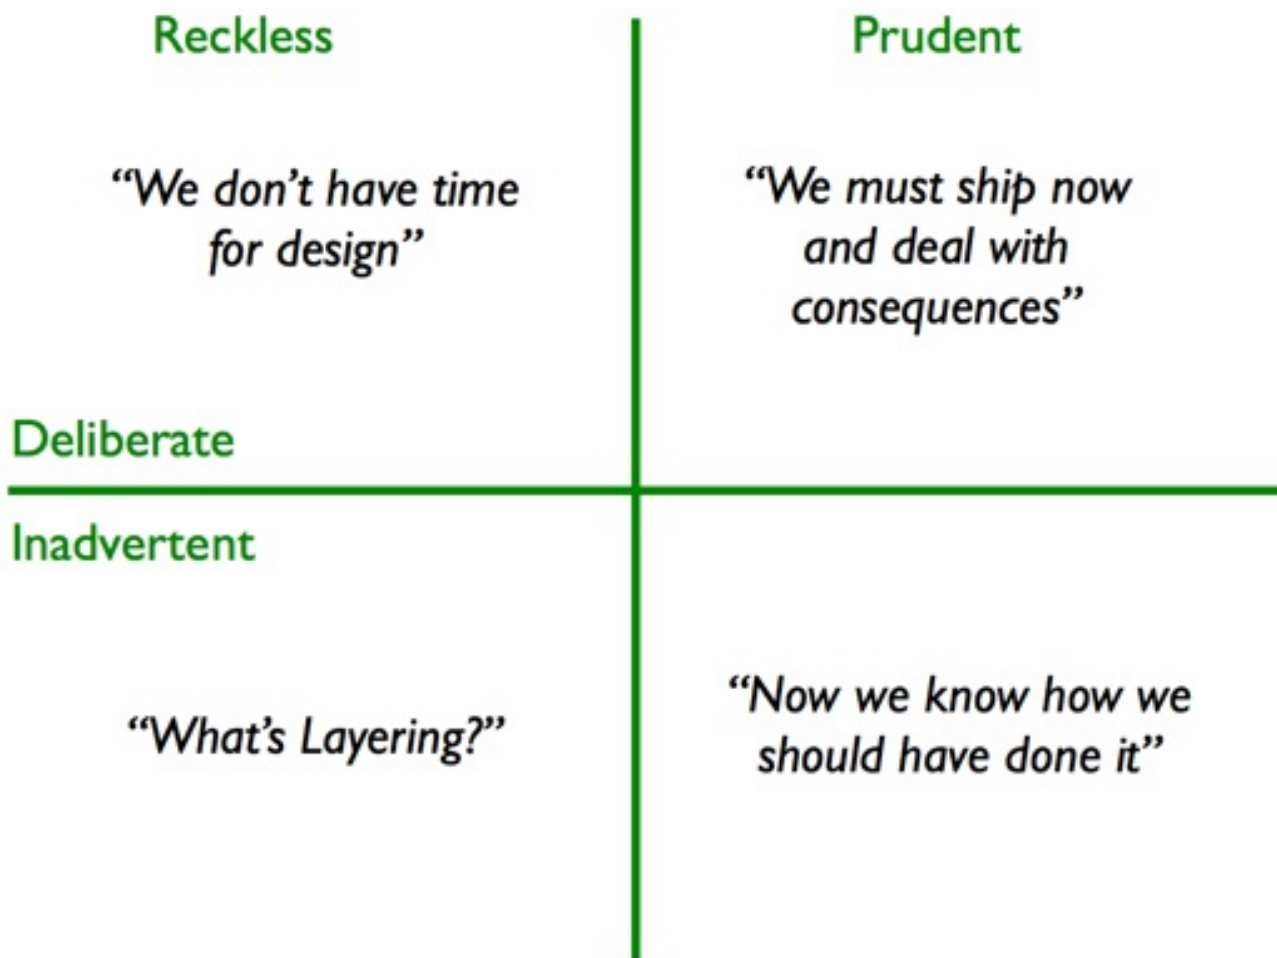 Reckless
Prudent
“We don’t have time
for design”
“We must ship now
and deal with
consequences”
Deliberate
Inadvertent
“What’s Layering?”
“Now we know how we
should have done it”